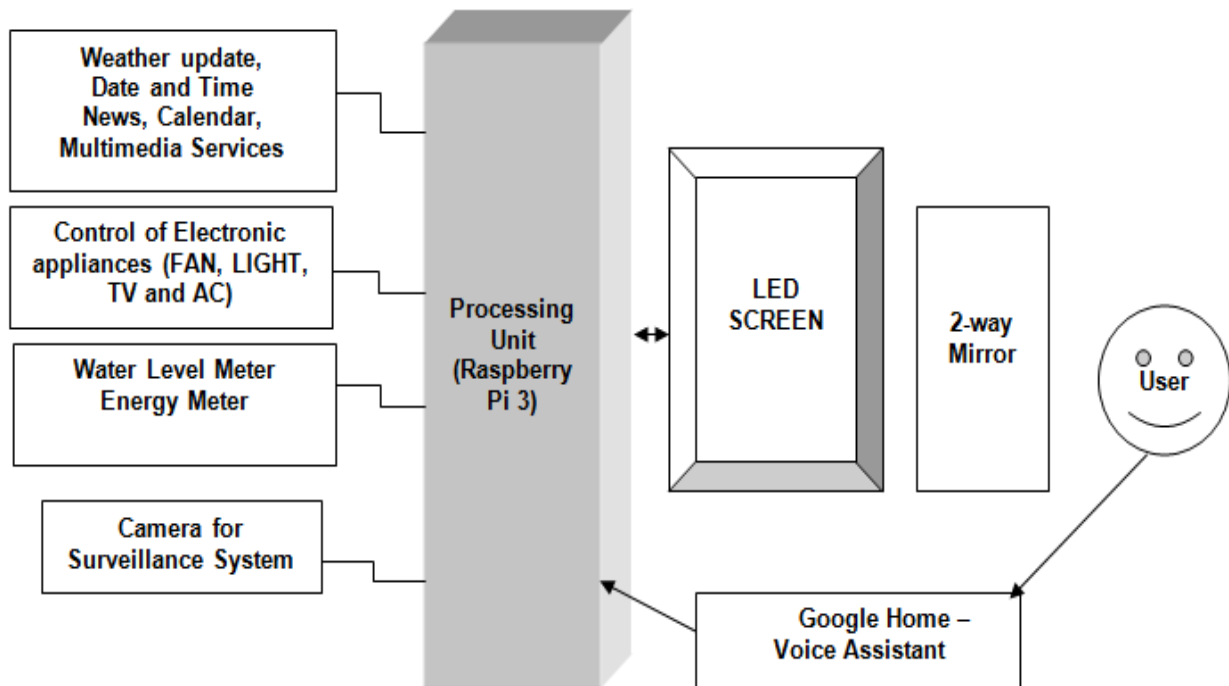 Weather update,
Date and Time
News, Calendar,
Multimedia Services
Control of Electronic
appliances (FAN, LIGHT,
TV and AC)
Water Level Meter
Energy Meter
Camera for
Surveillance System
Processing
Unit
(Raspberry
Pi 3)
LED
SCREEN
2-way
Mirror
User
Google Home –
Voice Assistant